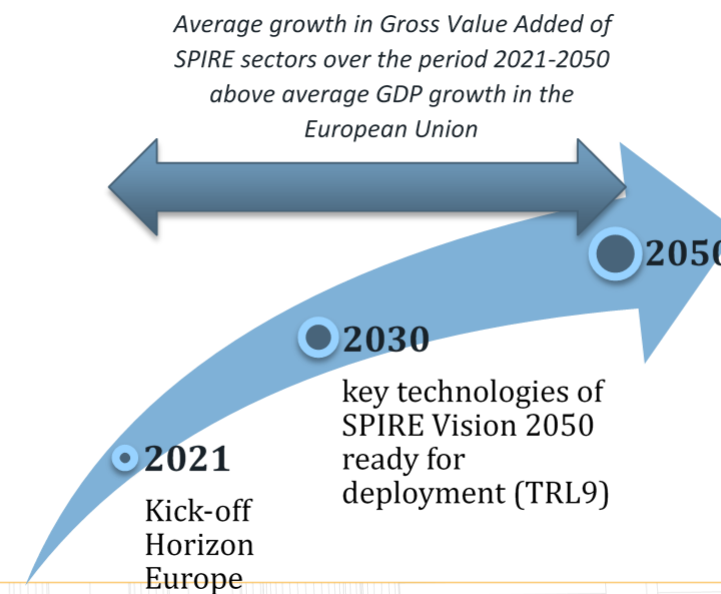 Average growth in Gross Value Added of
SPIRE sectors over the period 2021-2050
above average GDP growth in the
European Union
2050
2030
key technologies of
SPIRE Vision 2050
ready for
deployment (TRL9)
2021
Kick-off
Horizon
Europe